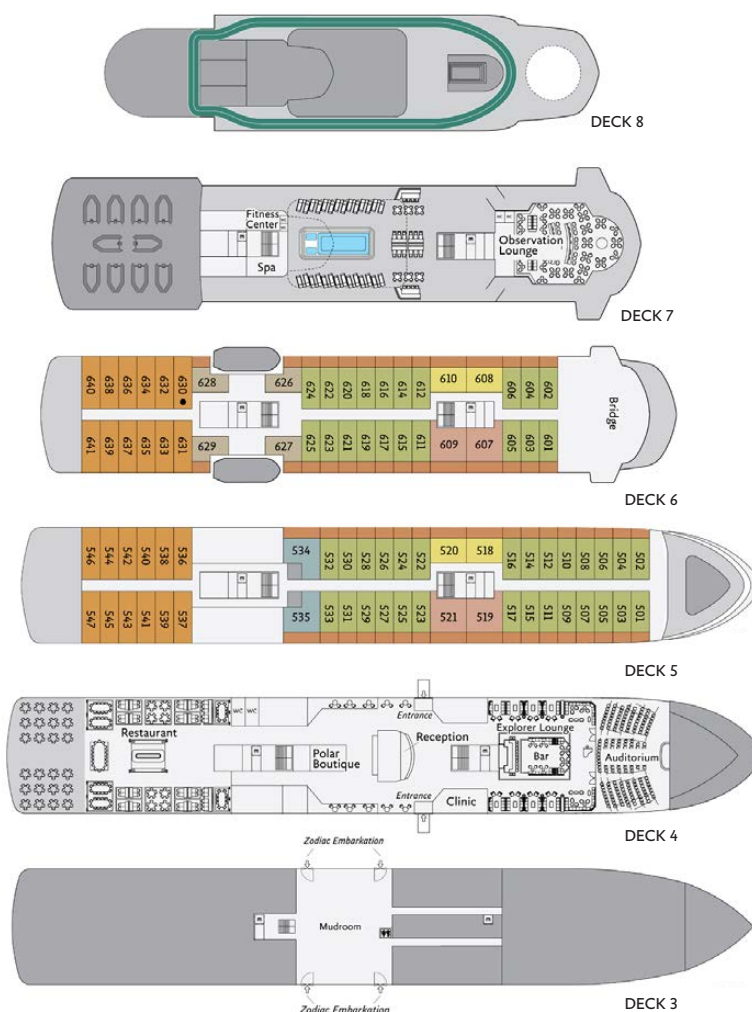 DECK 8
Fitness
Center
Spa
Observation
Lounge
DECK 7
640 638 636 634 632 630 628 626 624 622 620 618 616 614 612 610 608 606 604 602
641 639 637 635 633 631 629 627 625 623 621 619 617 615 611 609 607 605 603 601
Bridge
DECK 6
546 544 542 540 538 536 534 532 530 528 526 524 522 520 518 516 514 512 510 508 506 504 502
547 545 543 541 539 537 535 533 531 529 527 525 523 521 519 517 515 511 509 507 505 503 501
DECK 5
WC WC
Entrance
Restaurant
Polar
Boutique
Reception
Explorer Lounge
Bar
Auditorium
Entrance
Clinic
DECK 4
Zodiac Embarkation
Mudroom
Zodiac Embarkation
DECK 3